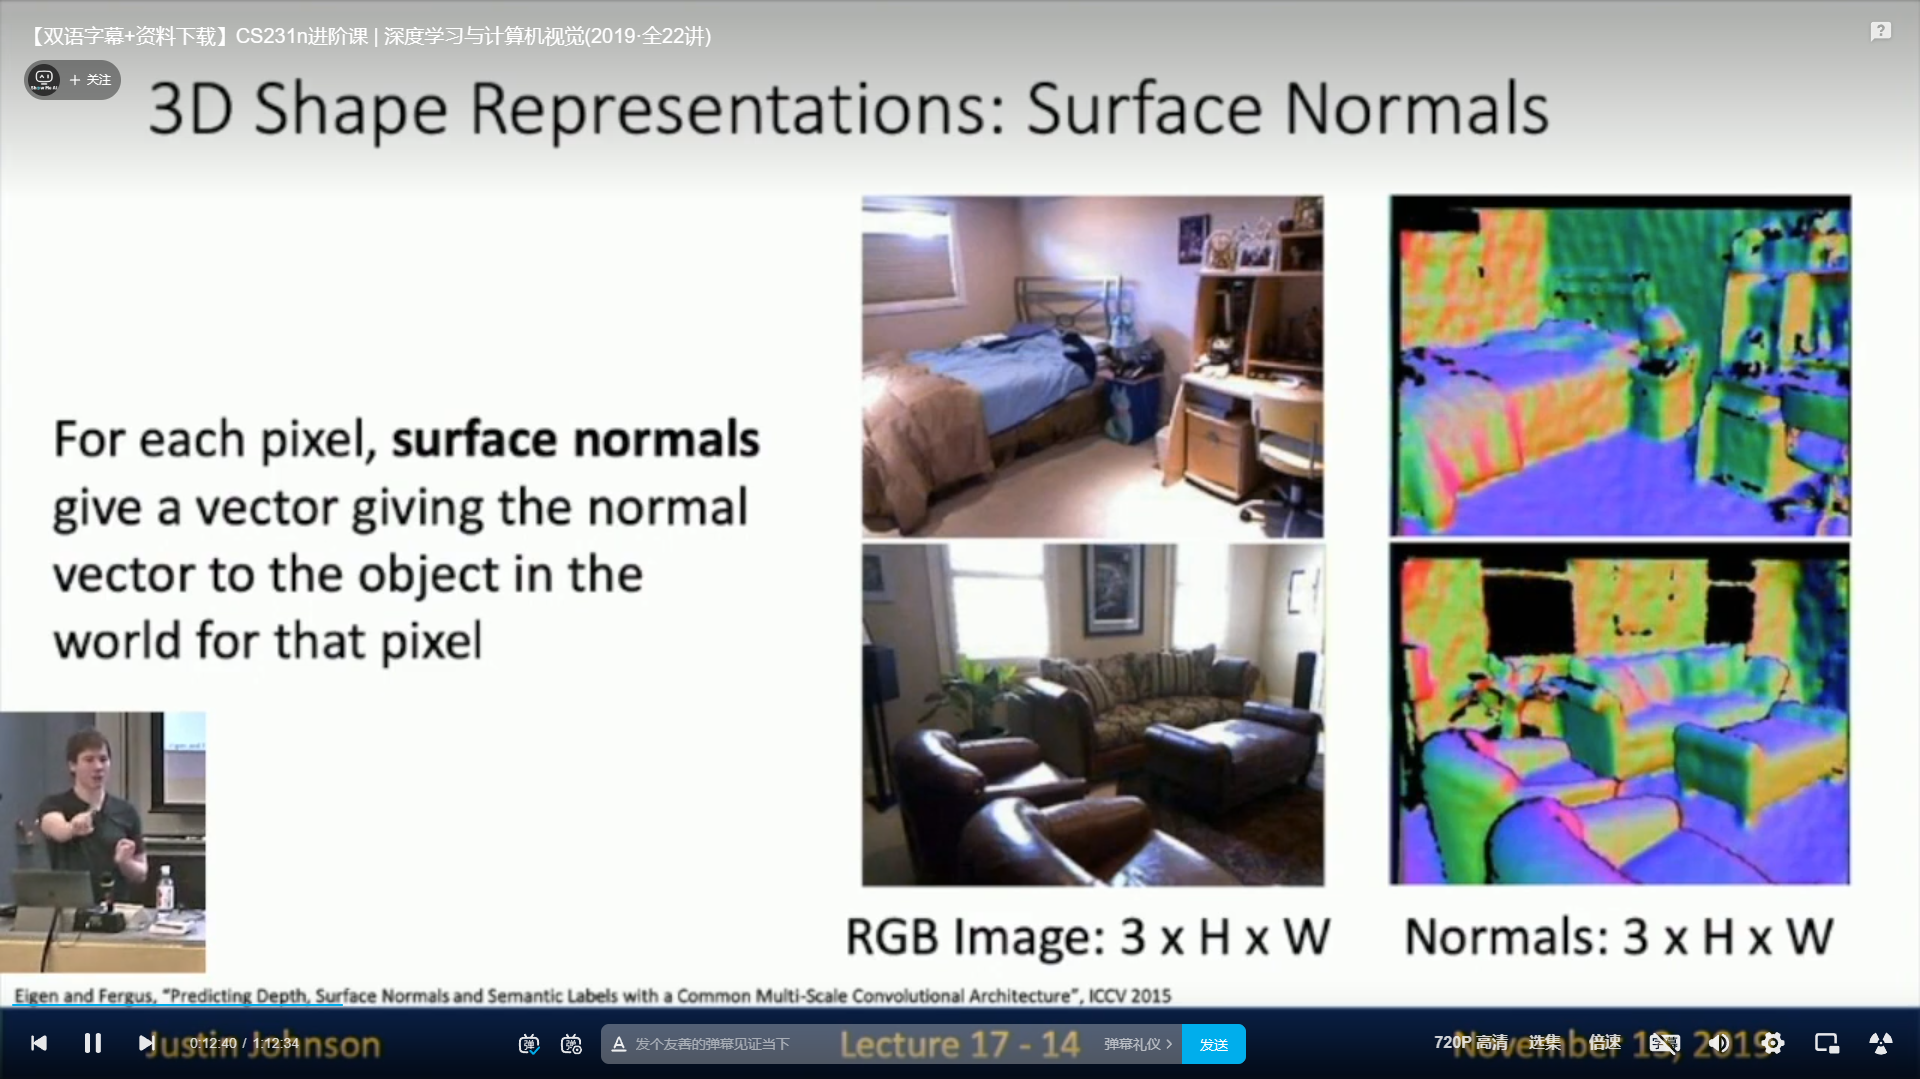 【双语字幕+资料下载】CS231n进阶课 | 深度学习与计算机视觉(2019·全22讲)
+ 关注
3D Shape Representations: Surface Normals
For each pixel, surface normals
give a vector giving the normal
vector to the object in the
world for that pixel
RGB Image: 3 x H x W
Normals: 3 x H x W
Eigen and Fergus, “Predicting Depth, Surface Normals and Semantic Labels with a Common Multi-Scale Convolutional Architecture”, ICCV 2015
Justin Johnson
0:12:40 / 1:12:34
弹
弹
A 发个友善的弹幕见证当下
Lecture 17 - 14
弹幕礼仪 >
发送
720P 高清
选集
倍速
字幕
November 13, 2019